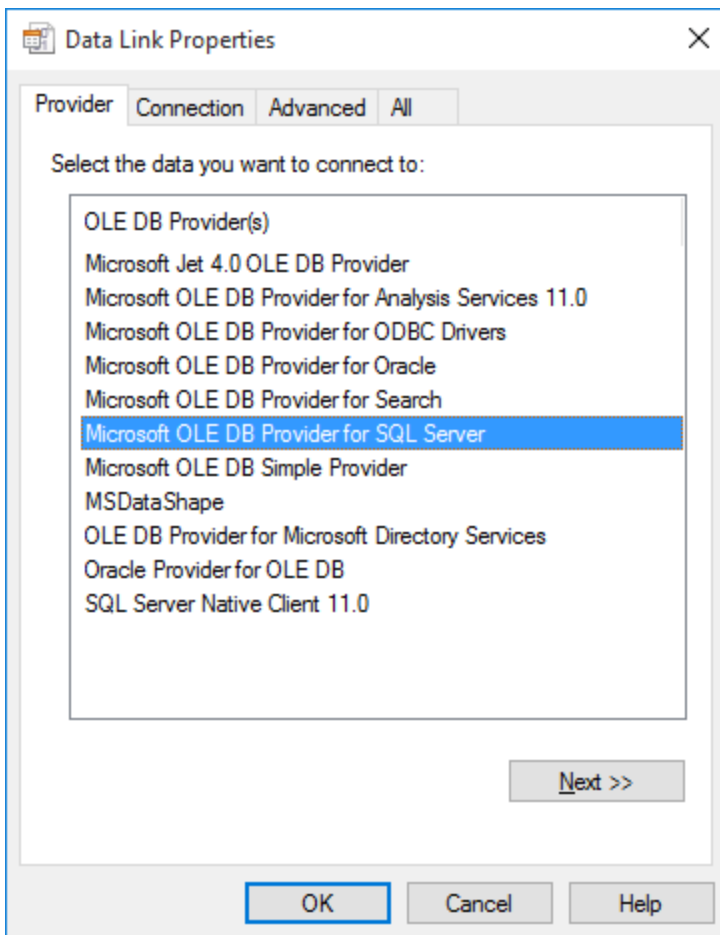 Data Link Properties
Provider Connection Advanced All
Select the data you want to connect to:
OLE DB Provider(s)
Microsoft Jet 4.0 OLE DB Provider
Microsoft OLE DB Provider for Analysis Services 11.0
Microsoft OLE DB Provider for ODBC Drivers
Microsoft OLE DB Provider for Oracle
Microsoft OLE DB Provider for Search
Microsoft OLE DB Provider for SQL Server
Microsoft OLE DB Simple Provider
MSDataShape
OLE DB Provider for Microsoft Directory Services
Oracle Provider for OLE DB
SQL Server Native Client 11.0
Next >>
OK Cancel Help